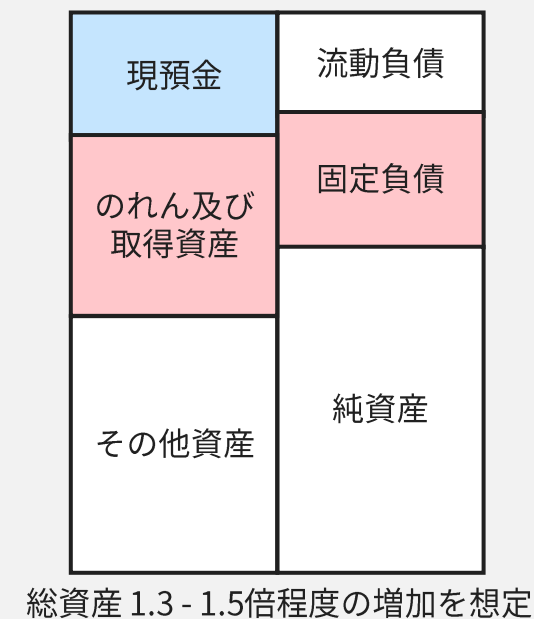 現預金
流動負債
のれん及び
取得資産
固定負債
その他資産
純資産
総資産 1.3 - 1.5倍程度の増加を想定